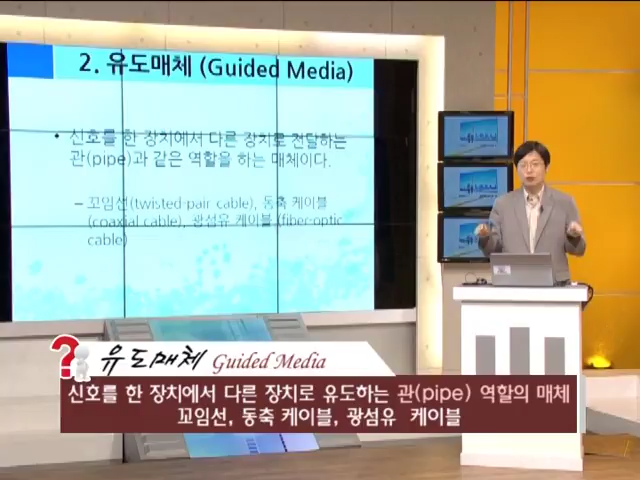 2. 유도매체 (Guided Media)
• 신호를 한 장치에서 다른 장치로 전달하는
관(pipe)과 같은 역할을 하는 매체이다.
– 꼬임선(twisted-pair cable), 동축 케이블
(coaxial cable), 광섬유 케이블 (fiber-optic
cable)
유도매체 Guided Media
신호를 한 장치에서 다른 장치로 유도하는 관(pipe) 역할의 매체
꼬임선, 동축 케이블, 광섬유 케이블